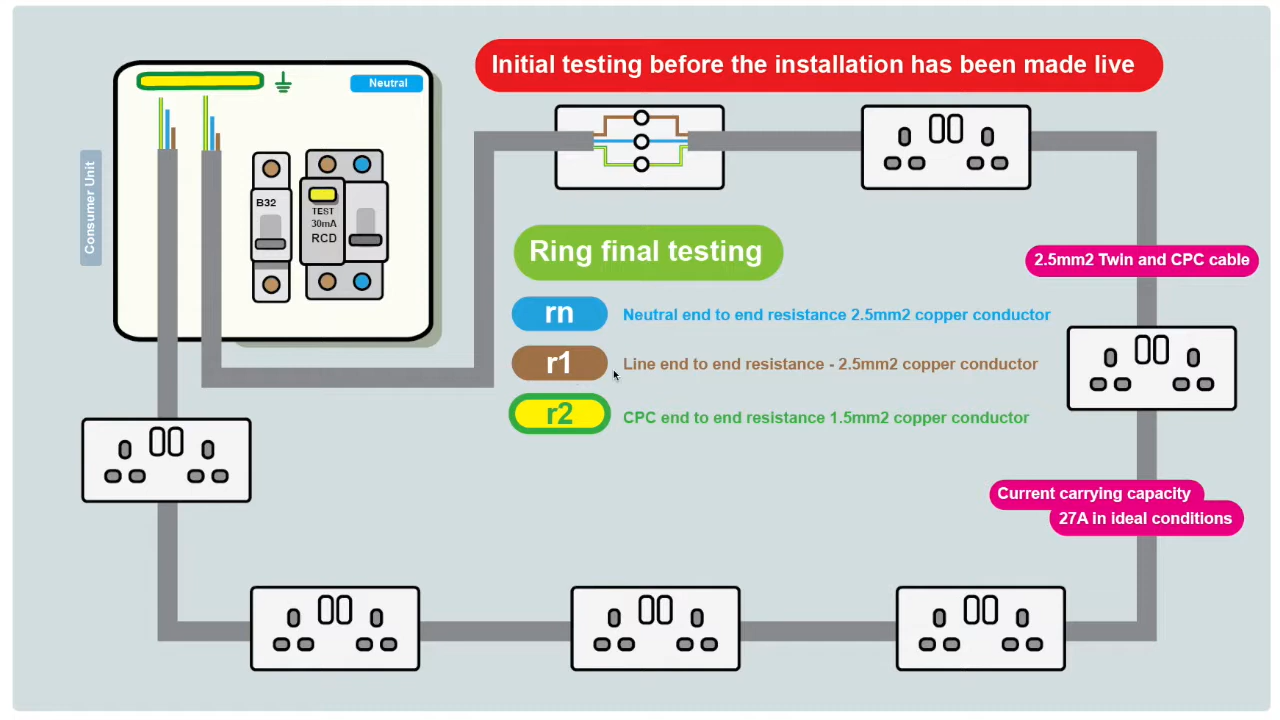 Initial testing before the installation has been made live
Neutral
Consumer Unit
B32
TEST
30mA
RCD
Ring final testing
2.5mm2 Twin and CPC cable
rn
Neutral end to end resistance 2.5mm2 copper conductor
r1
Line end to end resistance - 2.5mm2 copper conductor
r2
CPC end to end resistance 1.5mm2 copper conductor
Current carrying capacity
27A in ideal conditions